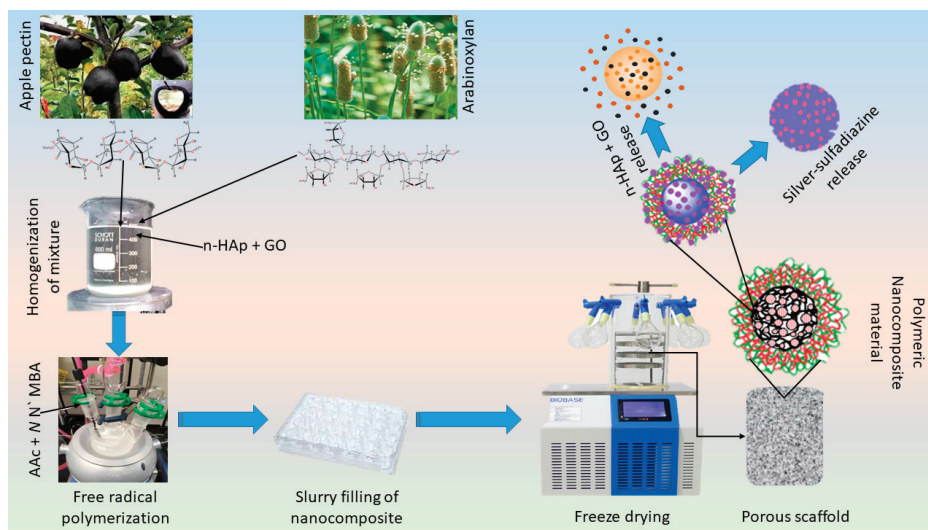 Apple pectin
Arabinoxylan
n-HAp + GO
release
Silver-sulfadiazine
release
Homogenization
of mixture
SCHOTT
DURAN
600 ml
400
300
200
100
n-HAp + GO
Polymeric
Nanocomposite
material
AAc + N N` MBA
BIOBASE
Free radical
polymerization
Slurry filling of
nanocomposite
Freeze drying
Porous scaffold